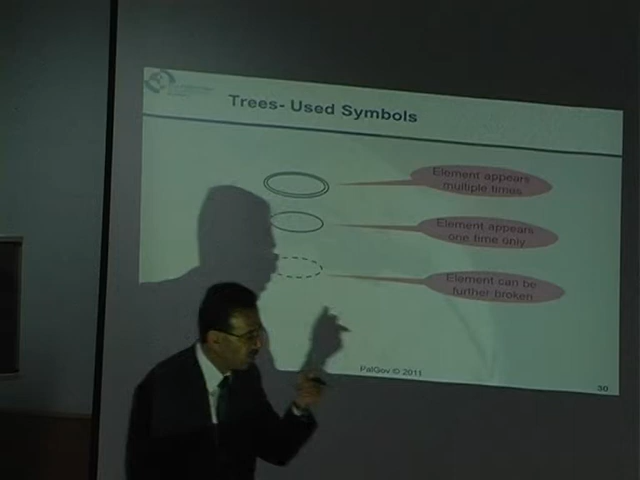 Trees- Used Symbols
Element appears
multiple times
Element appears
one time only
Element can be
further broken
PalGov © 2011
30